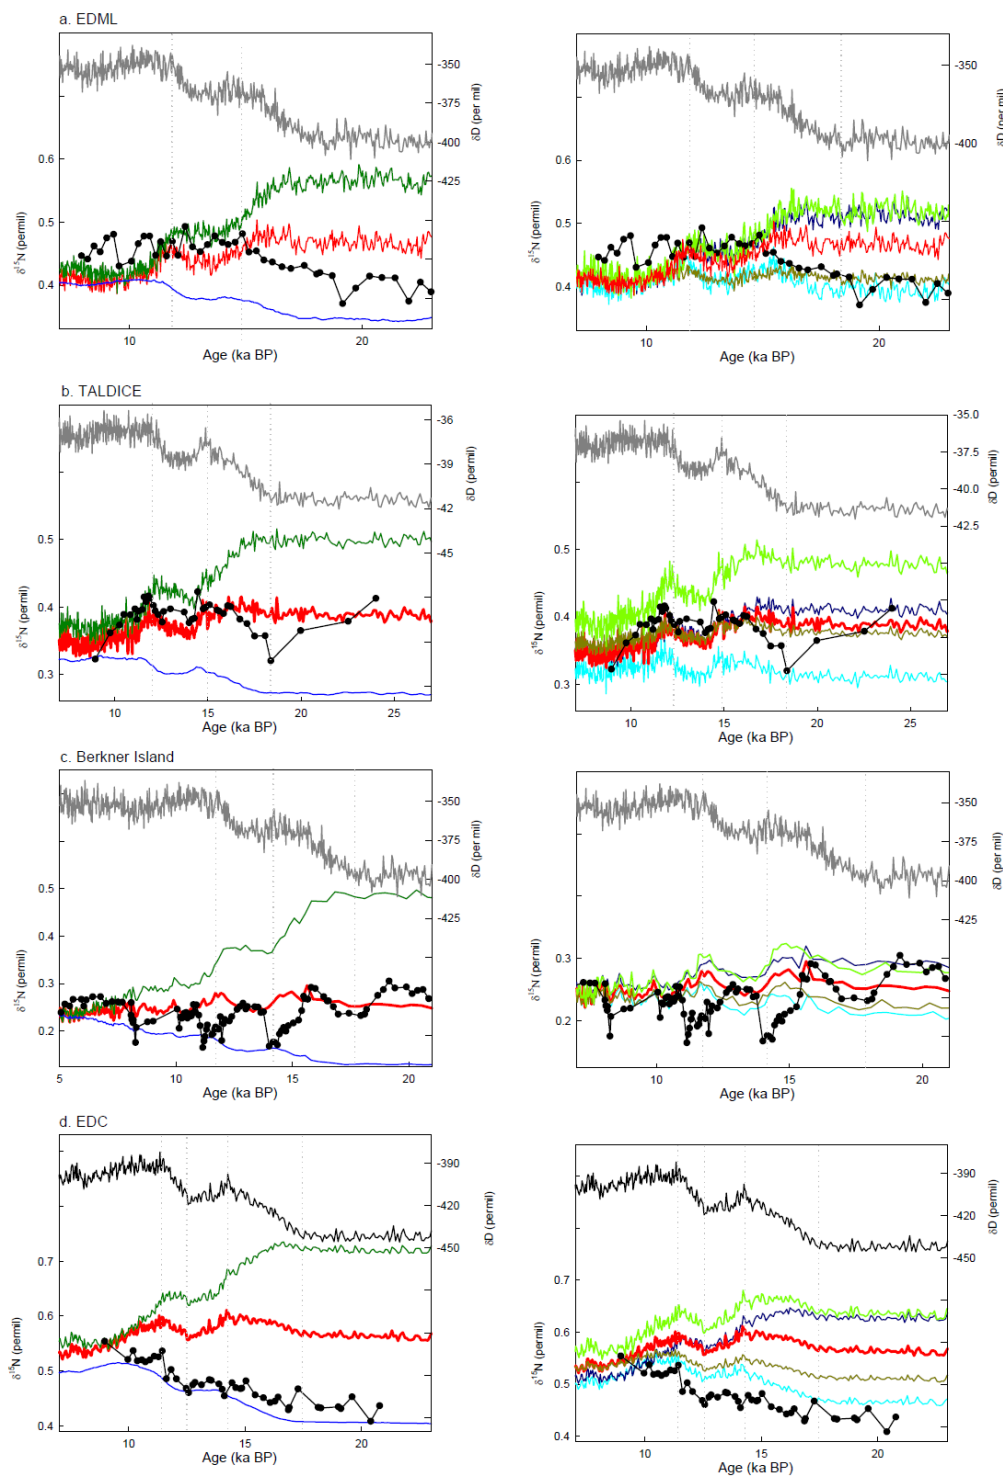 a. EDML
-350
-375
-400
-425
δD (per mil)
0.6
0.5
0.4
δ15N (permil)
10
20
Age (ka BP)
-350
-375
-400
δD (per mil)
0.6
0.5
0.4
δ15N (permil)
10
20
Age (ka BP)
b. TALDICE
-36
-39
-42
-44
δD (permil)
0.5
0.4
0.3
δ15N (permil)
10
15
20
25
Age (ka BP)
-35.0
-37.5
-40.0
-42.5
δD (permil)
0.5
0.4
0.3
δ15N (permil)
10
15
20
25
Age (ka BP)
c. Berkner Island
-350
-375
-400
-425
δD (per mil)
0.5
0.4
0.3
0.2
δ15N (permil)
5
10
15
20
Age (ka BP)
-350
-375
-400
-425
δD (per mil)
0.3
0.2
δ15N (permil)
10
15
20
Age (ka BP)
d. EDC
-390
-420
-450
δD (permil)
0.7
0.6
0.5
0.4
δ15N (permil)
10
15
20
Age (ka BP)
-390
-420
-450
δD (permil)
0.7
0.6
0.5
0.4
δ15N (permil)
10
15
20
Age (ka BP)